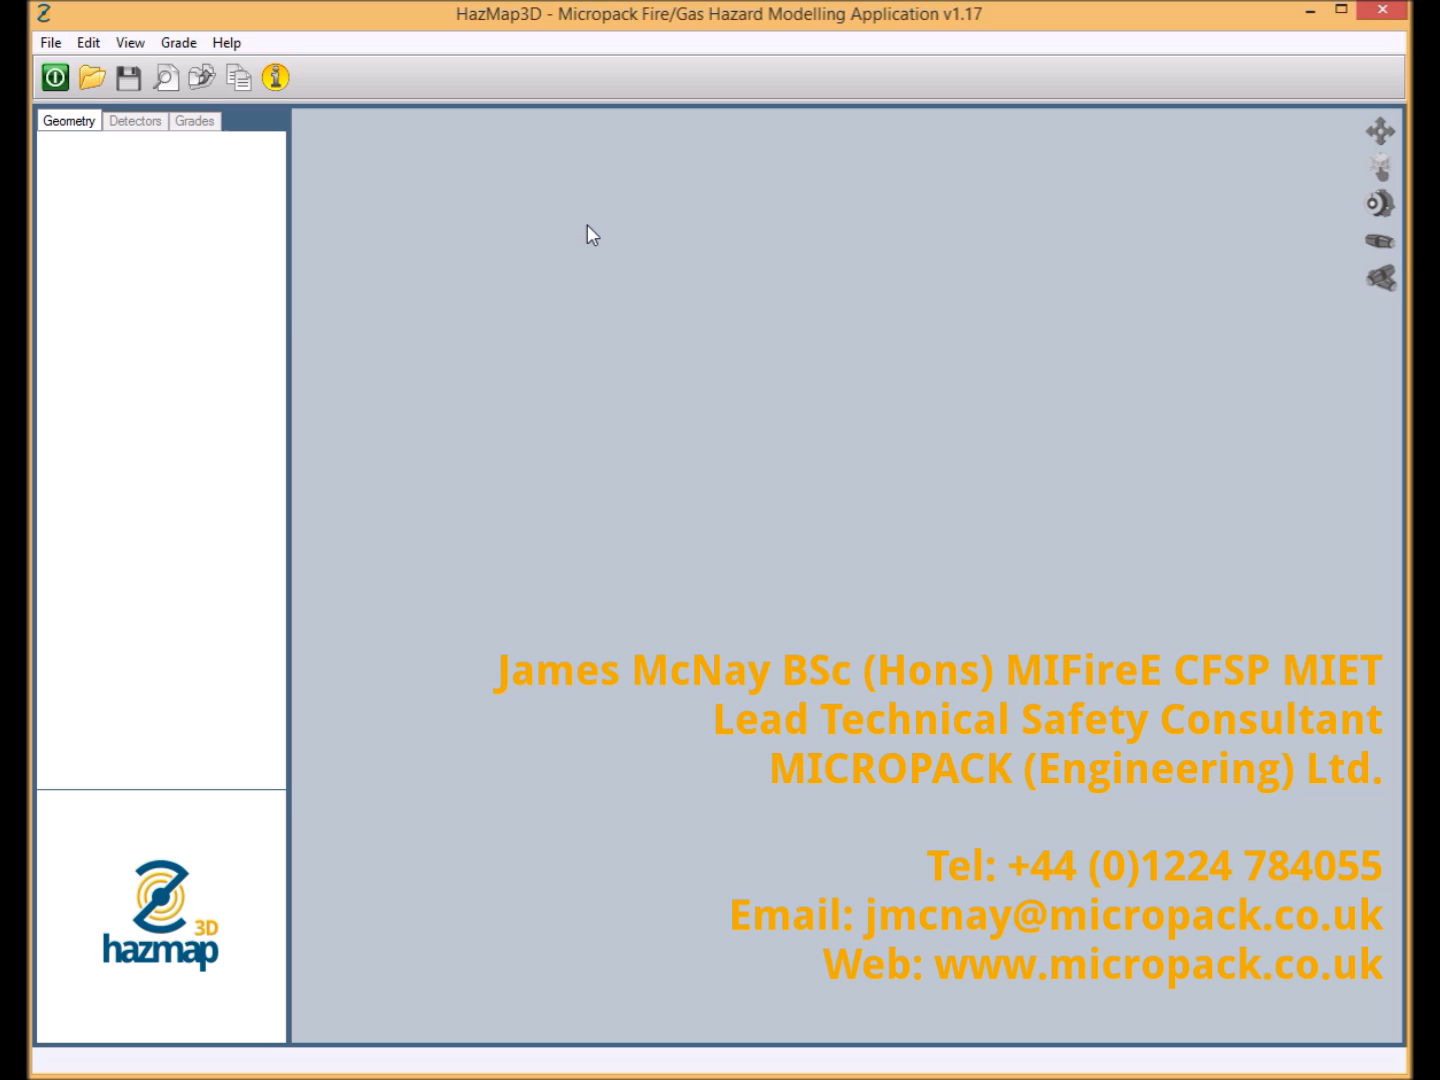 HazMap3D - Micropack Fire/Gas Hazard Modelling Application v1.17
File Edit View Grade Help
Geometry Detectors Grades
James McNay BSc (Hons) MIFireE CFSP MIET
Lead Technical Safety Consultant
MICROPACK (Engineering) Ltd.
Tel: +44 (0)1224 784055
Email: jmcnay@micropack.co.uk
Web: www.micropack.co.uk
3D
hazmap